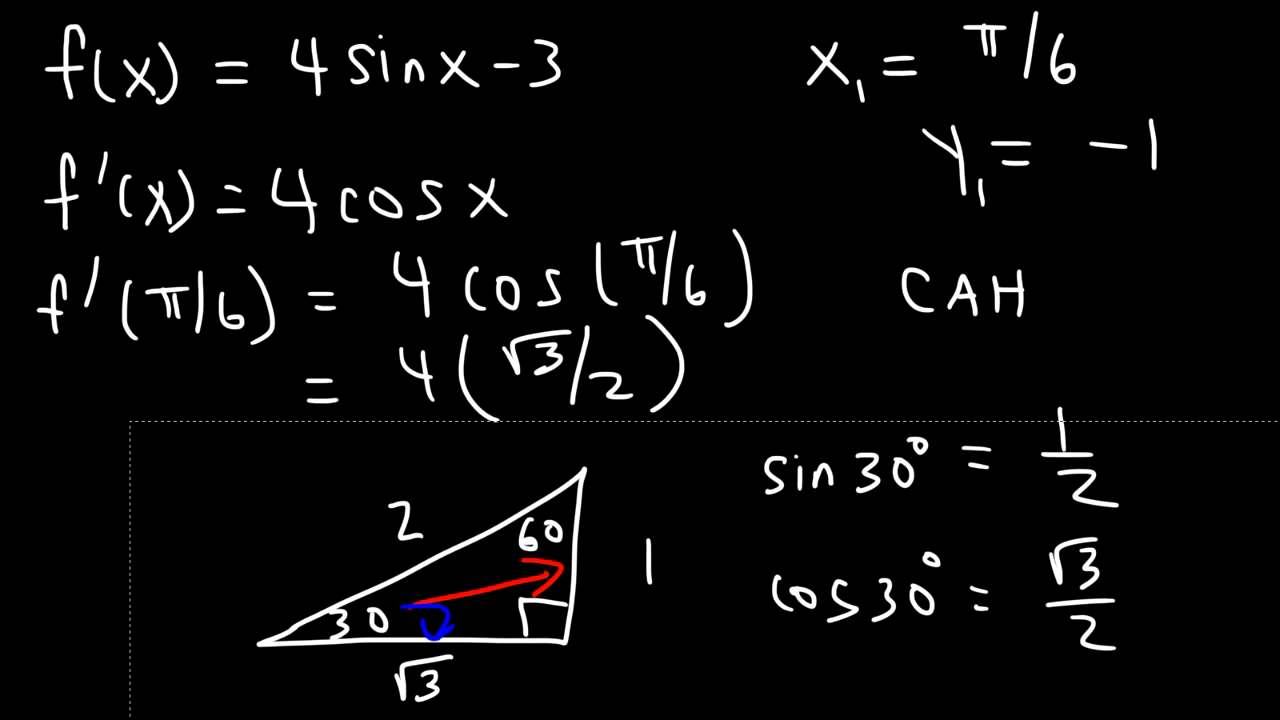 f(x) = 4 sin x - 3
x₁ = π/6
y₁ = -1
f'(x) = 4 cos x
f'(π/6) = 4 cos(π/6)
CAH
= 4(√3/2)
sin 30° = 1/2
2
60
1
30
√3
cos 30° = √3/2